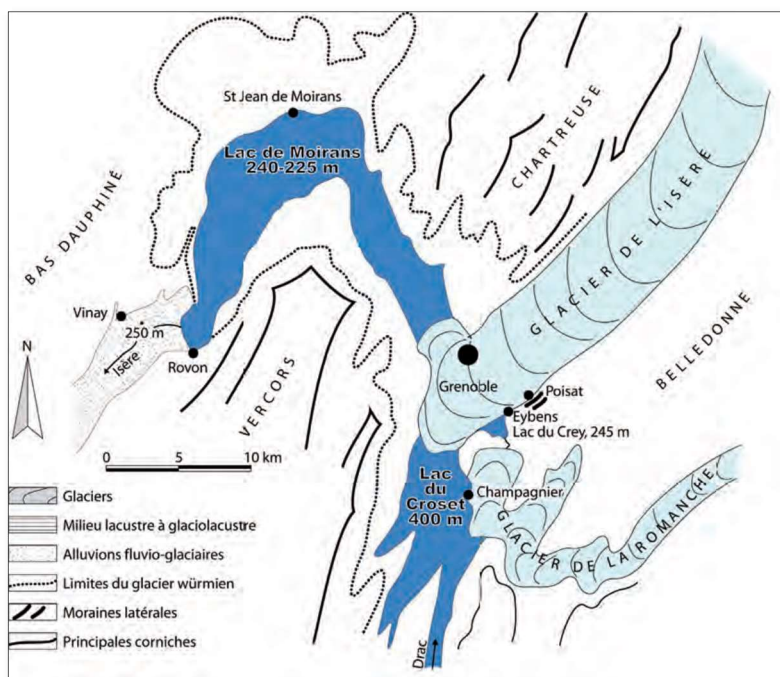 St Jean de Moirans
Lac de Moirans
240-225 m
CHARTREUSE
GLACIER DE L'ISÈRE
BAS DAUPHINÉ
Vinay
250 m
Isère
Rovon
N
VERCORS
Grenoble
BELLEDONNE
Poisat
Eybens
Lac du Crey, 245 m
0 5 10 km
Lac
du
Croset
400 m
Champagnier
GLACIER DE LA ROMANCHE
Drac
Glaciers
Milieu lacustre à glaciolacustre
Alluvions fluvio-glaciaires
Limites du glacier würmien
Moraines latérales
Principales corniches